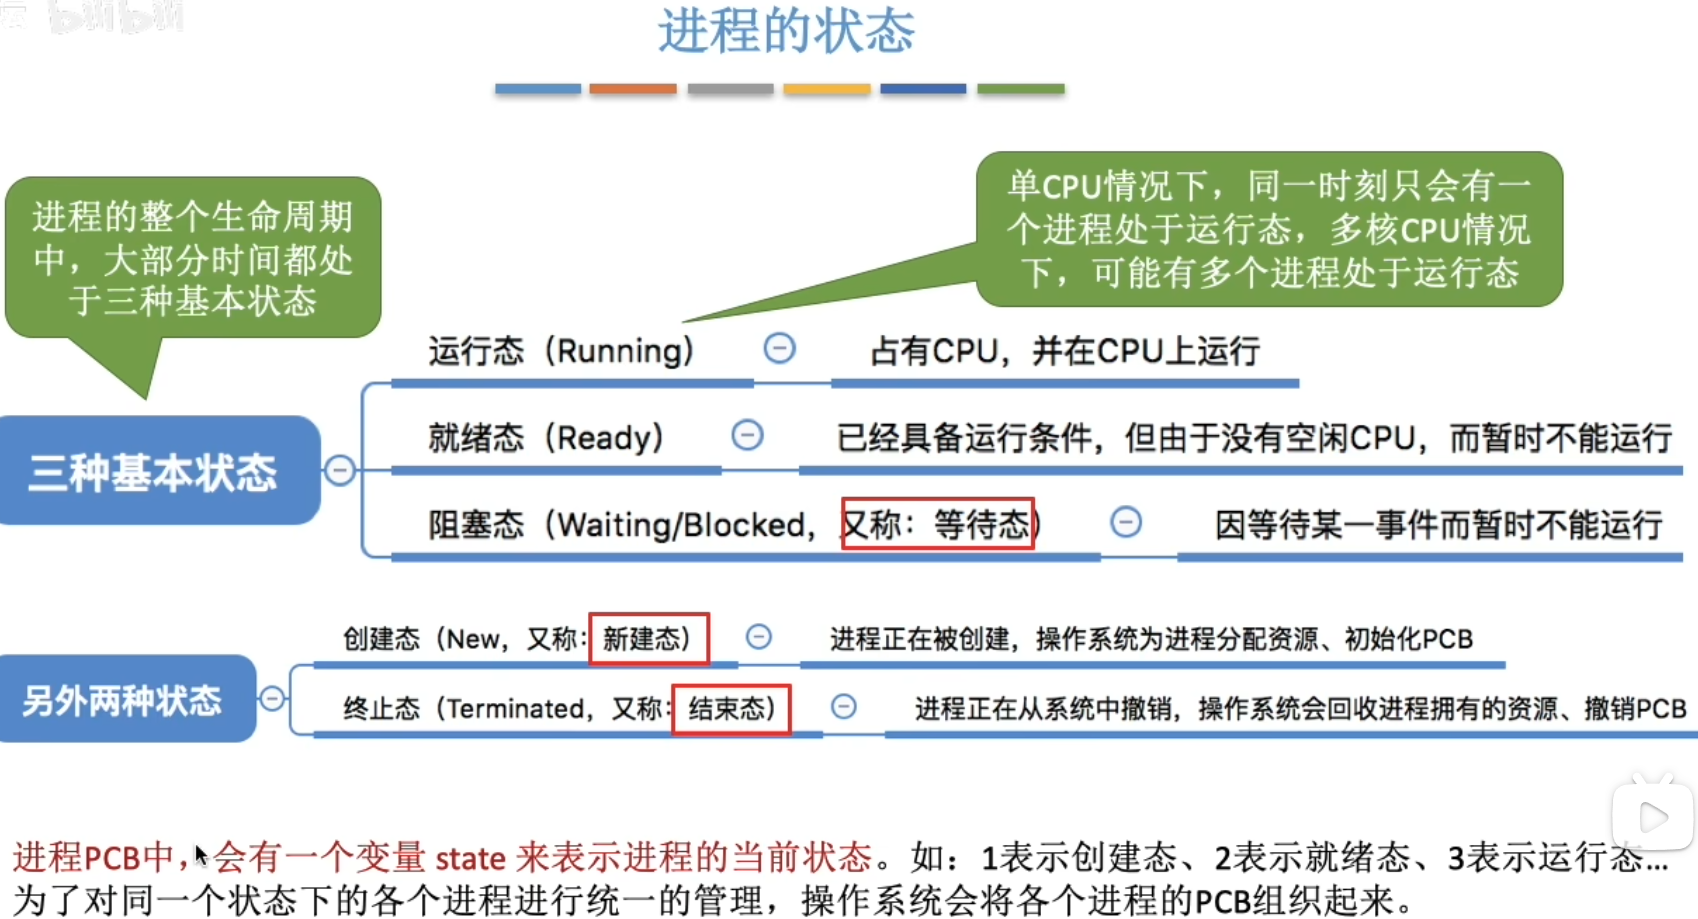 进程的状态
单CPU情况下，同一时刻只会有一
个进程处于运行态，多核CPU情况
下，可能有多个进程处于运行态
进程的整个生命周期
中，大部分时间都处
于三种基本状态
运行态（Running）
占有CPU，并在CPU上运行
就绪态（Ready）
已经具备运行条件，但由于没有空闲CPU，而暂时不能运行
三种基本状态
阻塞态（Waiting/Blocked，又称：等待态）
因等待某一事件而暂时不能运行
创建态（New，又称：新建态）
进程正在被创建，操作系统为进程分配资源、初始化PCB
另外两种状态
终止态（Terminated，又称：结束态）
进程正在从系统中撤销，操作系统会回收进程拥有的资源、撤销PCB
进程PCB中，会有一个变量 state 来表示进程的当前状态。如：1表示创建态、2表示就绪态、3表示运行态...
为了对同一个状态下的各个进程进行统一的管理，操作系统会将各个进程的PCB组织起来。